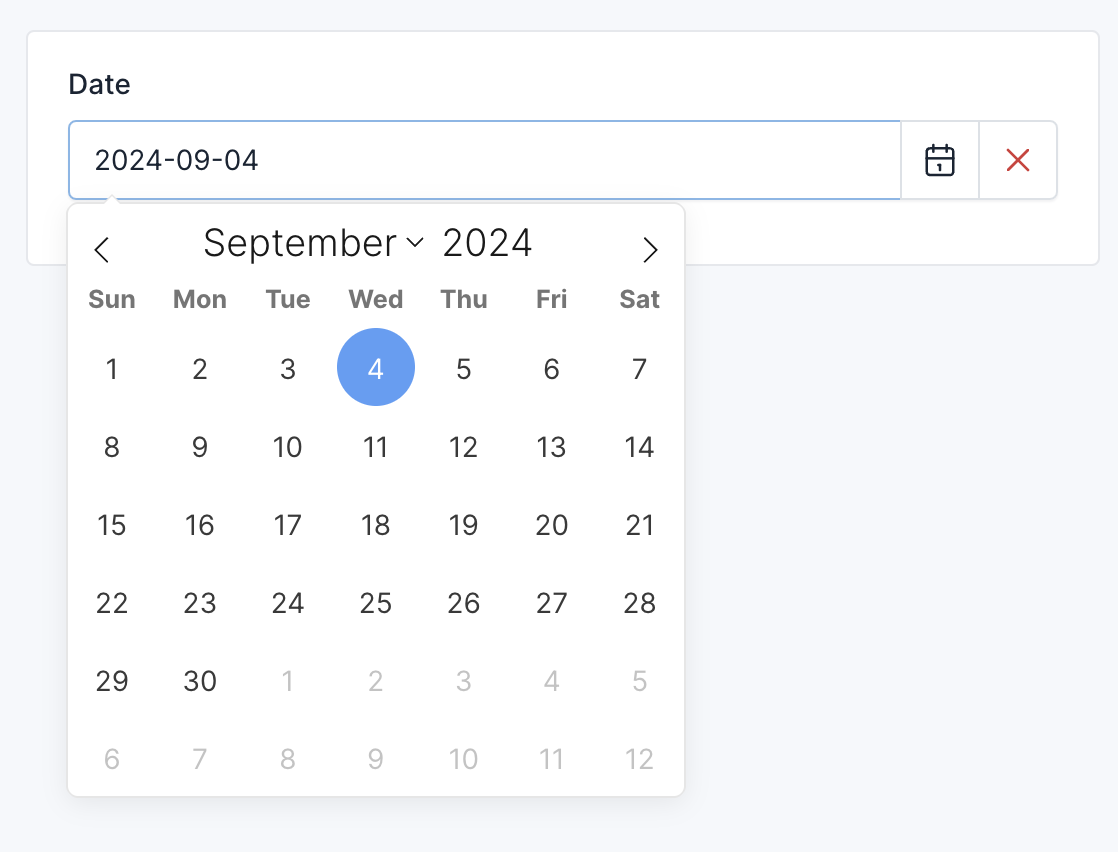 Date
2024-09-04
1
September 2024
Sun Mon Tue Wed Thu Fri Sat
1 2 3 4 5 6 7
8 9 10 11 12 13 14
15 16 17 18 19 20 21
22 23 24 25 26 27 28
29 30 1 2 3 4 5
6 7 8 9 10 11 12